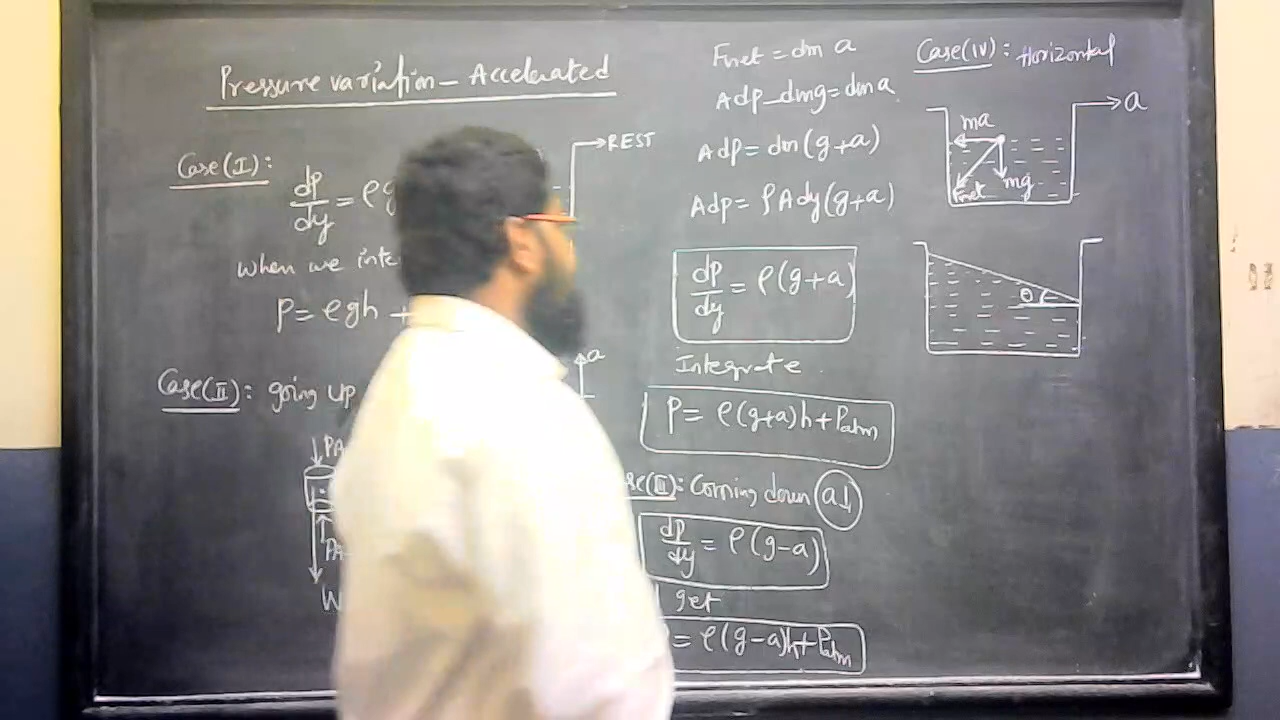 Pressure variation - Accelerated
Case(I):
dp/dy = ρg
REST
when we inte
P = ρgh +
Case(II): going up
a
PA
PA
W
Fnet = dm a
Adp - dmg = dm a
Adp = dm(g+a)
Adp = ρAdy(g+a)
dp/dy = ρ(g+a)
Integrate
P = ρ(g+a)h + Patm
se(III): Coming down a↓
dp/dy = ρ(g-a)
get
= ρ(g-a)h + Patm
Case(IV): Horizontal
a
ma
mg
Fnet
θ